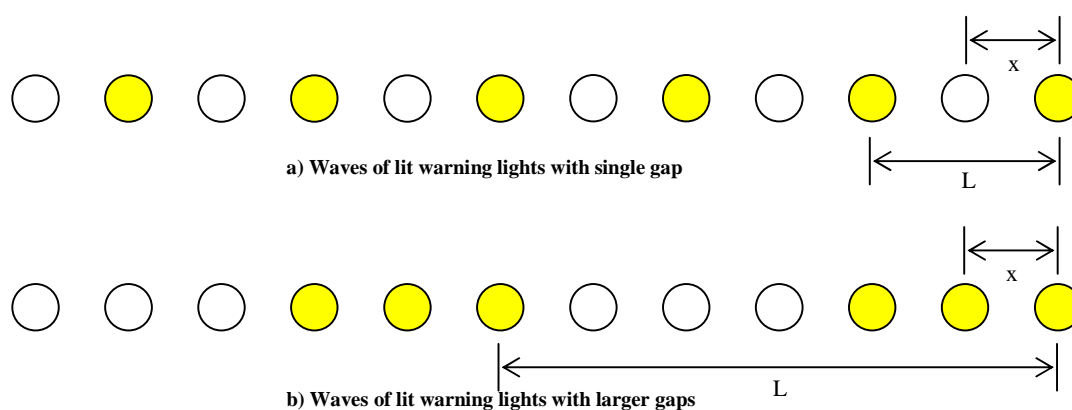 x
a) Waves of lit warning lights with single gap
L
x
L
b) Waves of lit warning lights with larger gaps